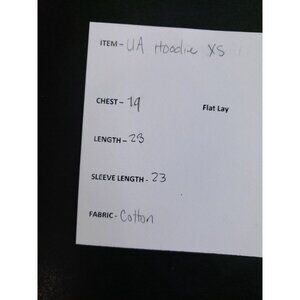 ITEM – UA Hoodie XS
CHEST – 19 Flat Lay
LENGTH – 23
SLEEVE LENGTH - 23
FABRIC - Cotton